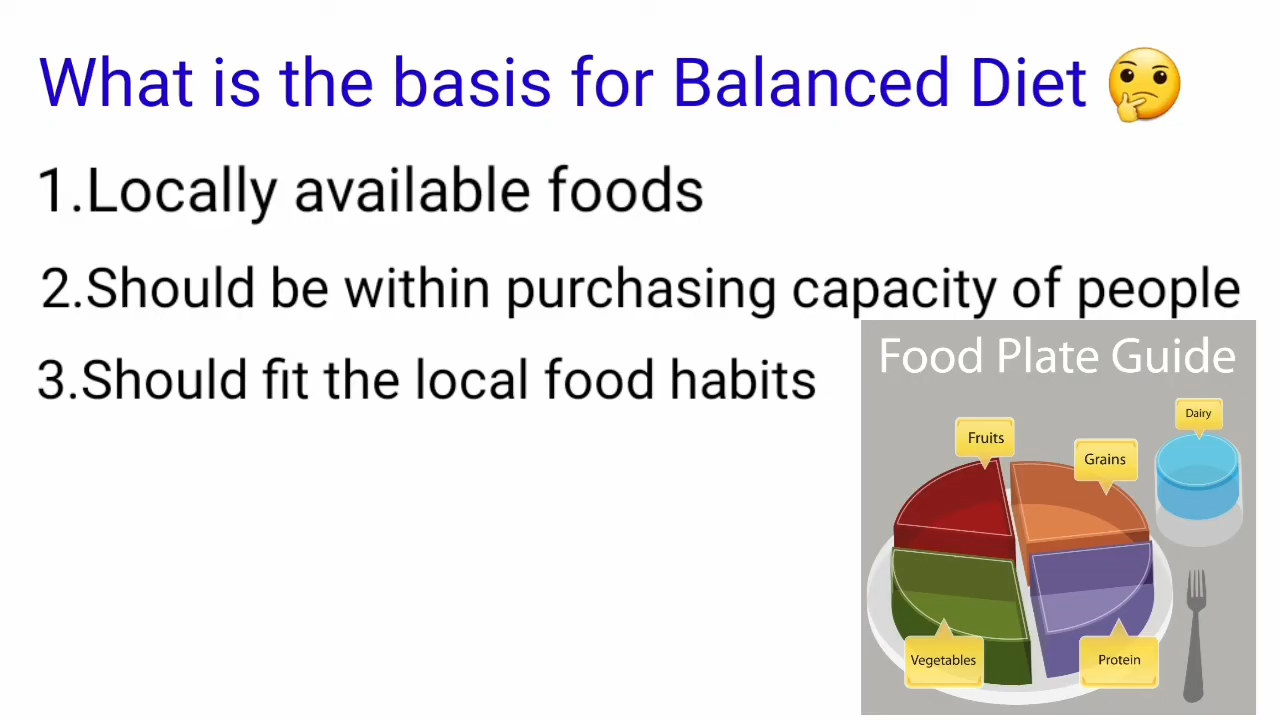 What is the basis for Balanced Diet 🤔
1.Locally available foods
2.Should be within purchasing capacity of people
3.Should fit the local food habits
Food Plate Guide
Dairy
Fruits
Grains
Vegetables
Protein